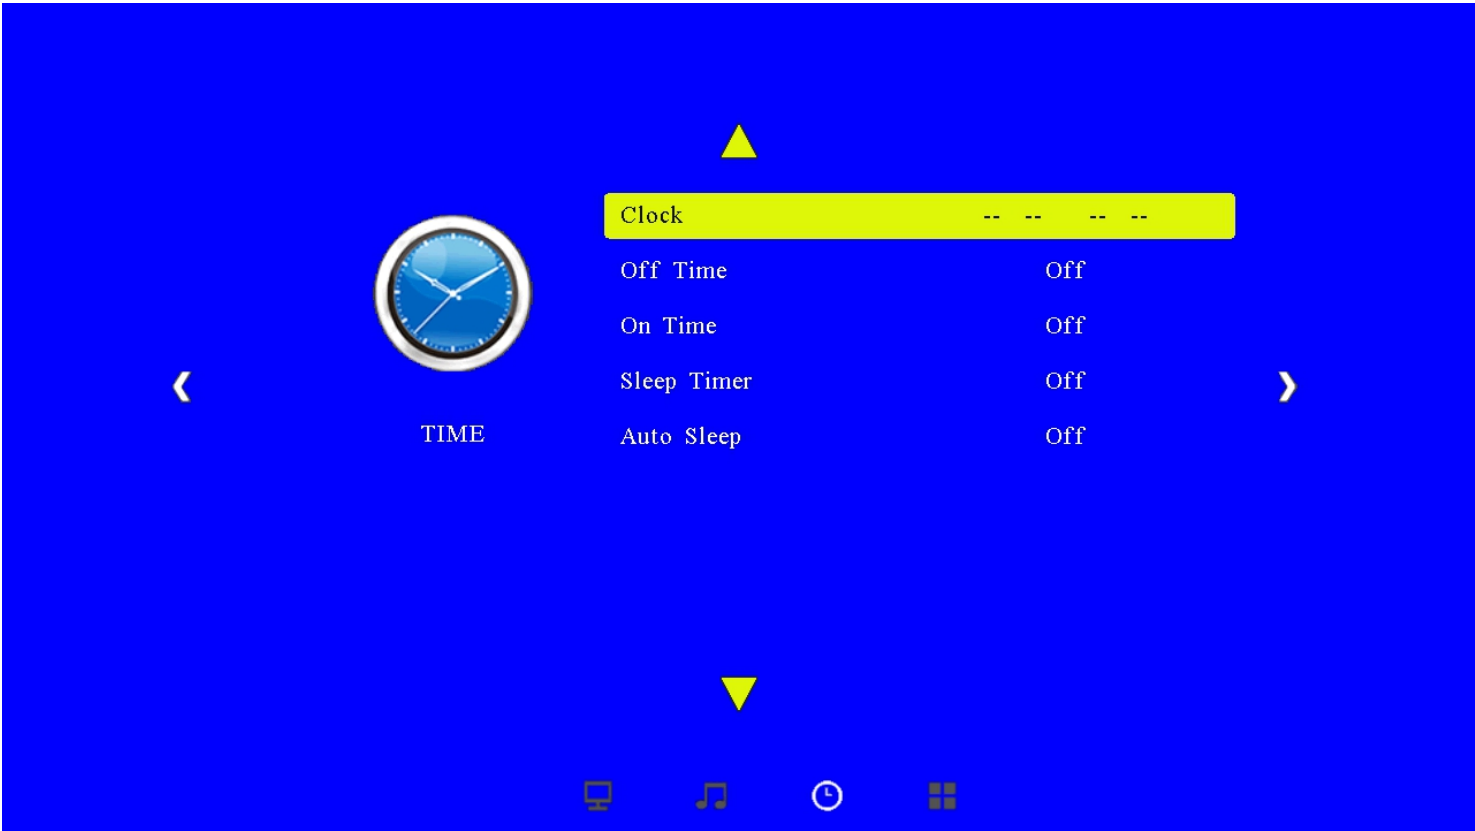 Clock -- -- -- --
Off Time Off
On Time Off
Sleep Timer Off
TIME
Auto Sleep Off